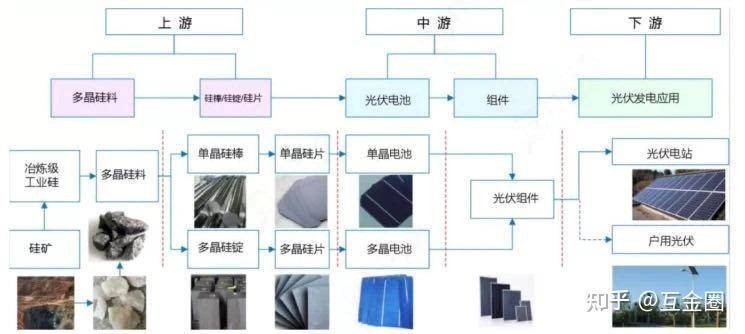 上 游
中 游
下 游
多晶硅料
硅棒/硅锭/硅片
光伏电池
组件
光伏发电应用
冶炼级
工业硅
多晶硅料
单晶硅棒
单晶硅片
单晶电池
光伏组件
光伏电站
硅矿
多晶硅锭
多晶硅片
多晶电池
户用光伏
知乎 @互金圈